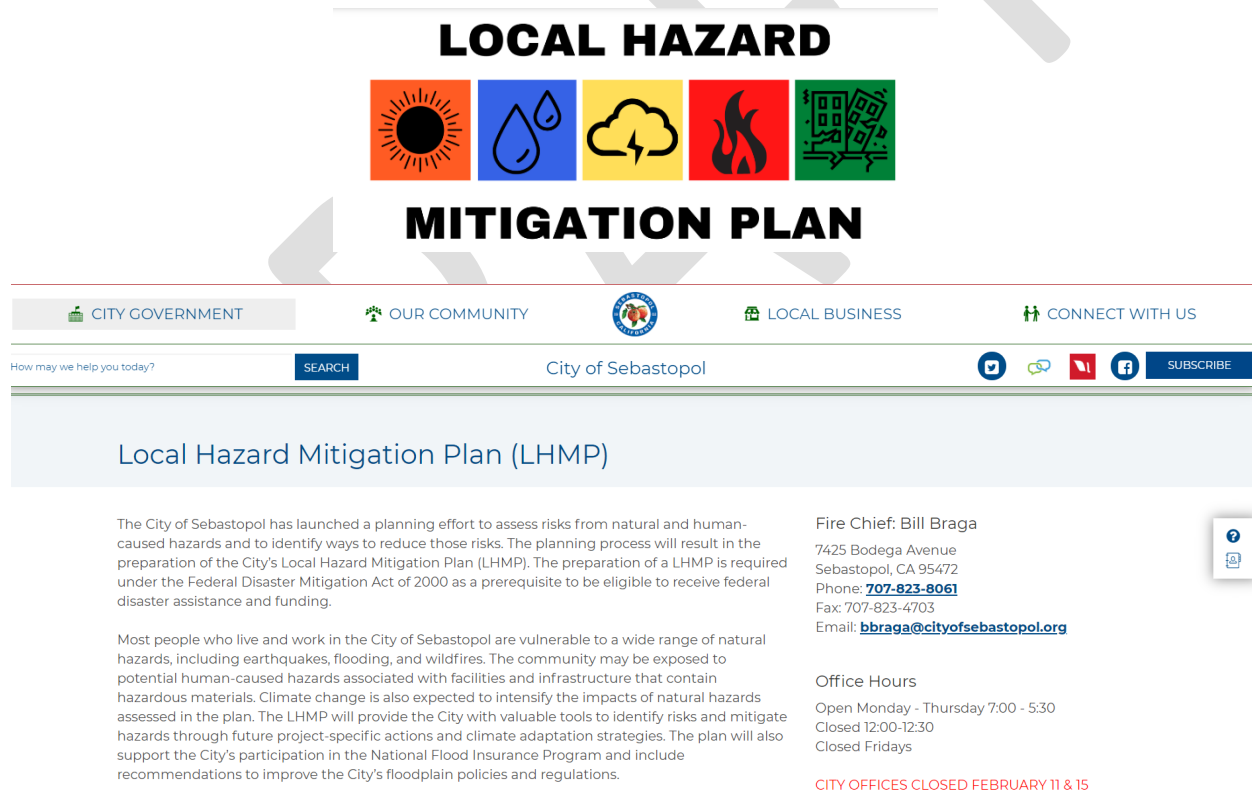 LOCAL HAZARD
MITIGATION PLAN
CITY GOVERNMENT
OUR COMMUNITY
SEBASTOPOL
CALIFORNIA
LOCAL BUSINESS
CONNECT WITH US
How may we help you today?
SEARCH
City of Sebastopol
SUBSCRIBE
Local Hazard Mitigation Plan (LHMP)
The City of Sebastopol has launched a planning effort to assess risks from natural and human-
caused hazards and to identify ways to reduce those risks. The planning process will result in the
preparation of the City's Local Hazard Mitigation Plan (LHMP). The preparation of a LHMP is required
under the Federal Disaster Mitigation Act of 2000 as a prerequisite to be eligible to receive federal
disaster assistance and funding.
Most people who live and work in the City of Sebastopol are vulnerable to a wide range of natural
hazards, including earthquakes, flooding, and wildfires. The community may be exposed to
potential human-caused hazards associated with facilities and infrastructure that contain
hazardous materials. Climate change is also expected to intensify the impacts of natural hazards
assessed in the plan. The LHMP will provide the City with valuable tools to identify risks and mitigate
hazards through future project-specific actions and climate adaptation strategies. The plan will also
support the City's participation in the National Flood Insurance Program and include
recommendations to improve the City's floodplain policies and regulations.
Fire Chief: Bill Braga
7425 Bodega Avenue
Sebastopol, CA 95472
Phone: 707-823-8061
Fax: 707-823-4703
Email: bbraga@cityofsebastopol.org
Office Hours
Open Monday - Thursday 7:00 - 5:30
Closed 12:00-12:30
Closed Fridays
CITY OFFICES CLOSED FEBRUARY 11 & 15